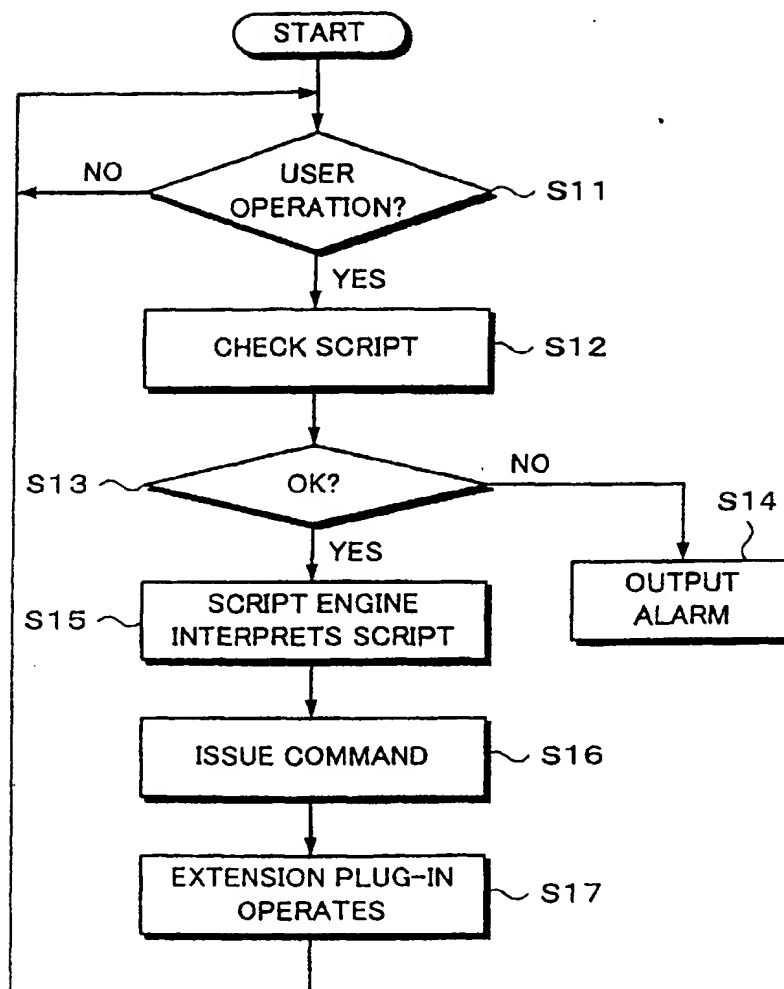 START
NO
USER
OPERATION?
S11
YES
CHECK SCRIPT
S12
S13
OK?
NO
S14
YES
OUTPUT
ALARM
S15
SCRIPT ENGINE
INTERPRETS SCRIPT
ISSUE COMMAND
S16
EXTENSION PLUG-IN
OPERATES
S17